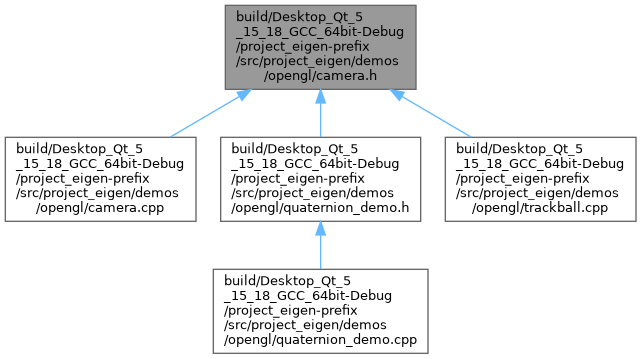 build/Desktop_Qt_5
_15_18_GCC_64bit-Debug
/project_eigen-prefix
/src/project_eigen/demos
/opengl/camera.h
build/Desktop_Qt_5
_15_18_GCC_64bit-Debug
/project_eigen-prefix
/src/project_eigen/demos
/opengl/camera.cpp
build/Desktop_Qt_5
_15_18_GCC_64bit-Debug
/project_eigen-prefix
/src/project_eigen/demos
/opengl/quaternion_demo.h
build/Desktop_Qt_5
_15_18_GCC_64bit-Debug
/project_eigen-prefix
/src/project_eigen/demos
/opengl/trackball.cpp
build/Desktop_Qt_5
_15_18_GCC_64bit-Debug
/project_eigen-prefix
/src/project_eigen/demos
/opengl/quaternion_demo.cpp